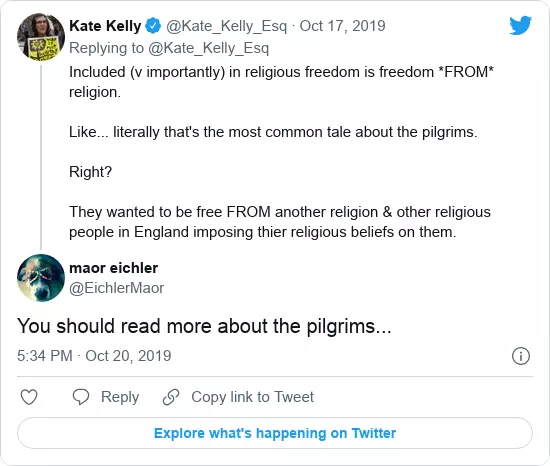 Kate Kelly @Kate_Kelly_Esq · Oct 17, 2019
Replying to @Kate_Kelly_Esq
Included (v importantly) in religious freedom is freedom *FROM*
religion.
Like... literally that's the most common tale about the pilgrims.
Right?
They wanted to be free FROM another religion & other religious
people in England imposing thier religious beliefs on them.
maor eichler
@EichlerMaor
You should read more about the pilgrims...
5:34 PM · Oct 20, 2019
Reply
Copy link to Tweet
Explore what's happening on Twitter